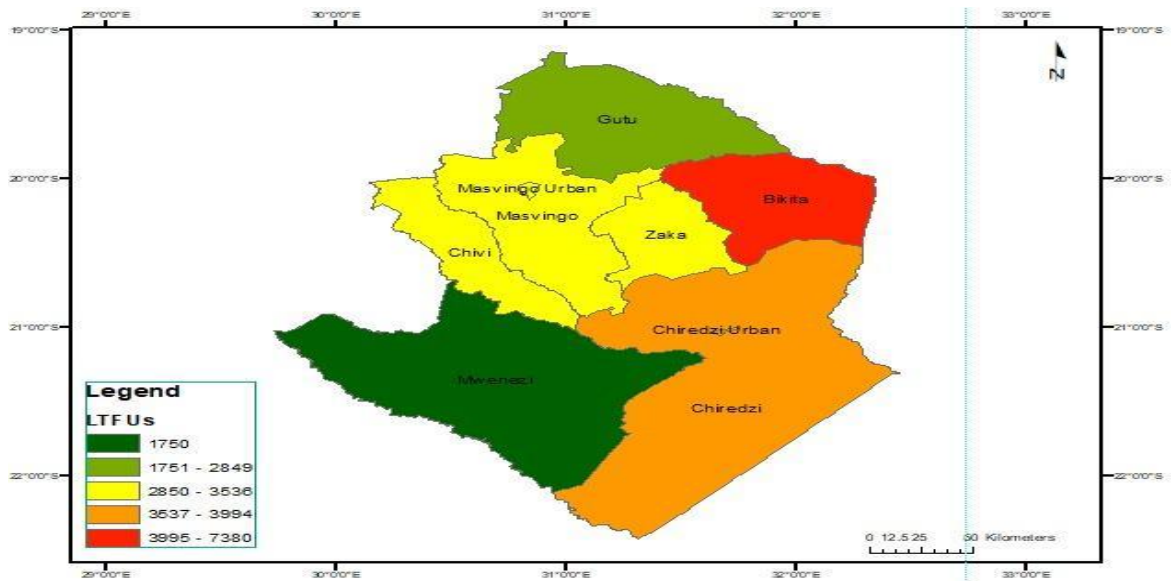 29°0'0"E 30°0'0"E 31°0'0"E 32°0'0"E 33°0'0"E
19°0'0"S 19°0'0"S
N
Gutu
20°0'0"S 20°0'0"S
Masvingo Urban
Bikita
Masvingo
Zaka
Chivi
21°0'0"S 21°0'0"S
Chiredzi Urban
Mwenezi
Chiredzi
Legend
LTFUs
1750
1751 - 2849
22°0'0"S 22°0'0"S
2850 - 3536
3537 - 3994
3995 - 7380
0 12.5 25 50 Kilometers
29°0'0"E 30°0'0"E 31°0'0"E 32°0'0"E 33°0'0"E